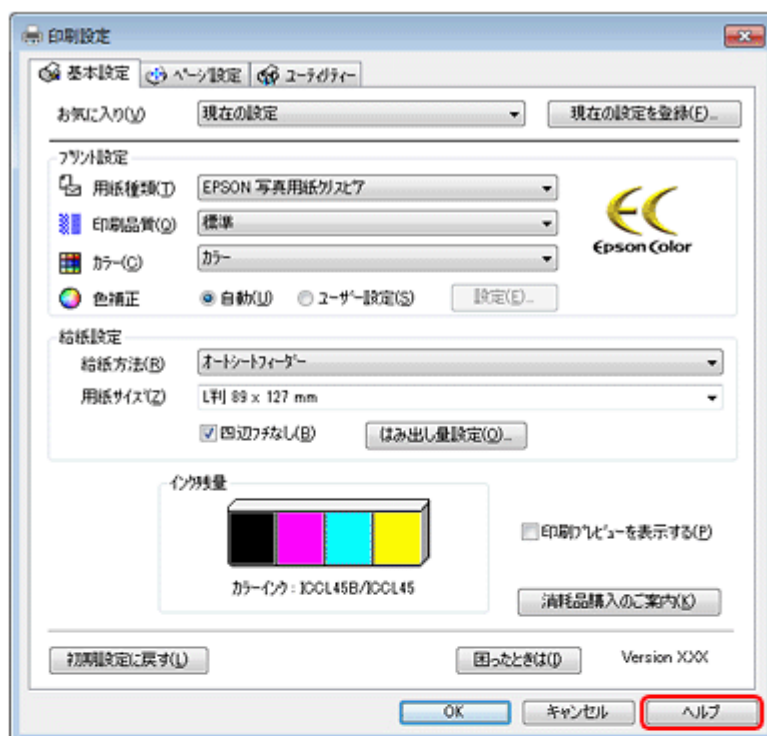 印刷設定
基本設定 ページ設定 ユーティリティー
お気に入り(V) 現在の設定 現在の設定を登録(F)...
プリント設定
用紙種類(T) EPSON 写真用紙クリスピア
印刷品質(Q) 標準
カラー(C) カラー
Epson Color
色補正 自動(U) ユーザー設定(S) 設定(E)...
給紙設定
給紙方法(R) オートシートフィーダー
用紙サイズ(Z) L判 89 x 127 mm
四辺フチなし(B) はみ出し量設定(O)...
インク残量
印刷プレビューを表示する(P)
カラーインク : ICCL45B/ICCL45
消耗品購入のご案内(K)
初期設定に戻す(L) 困ったときは(I) Version XXX
OK キャンセル ヘルプ